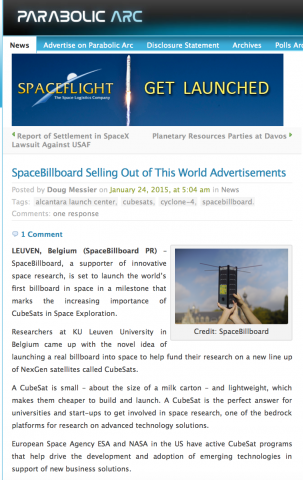 PARABOLIC ARC
News Advertise on Parabolic Arc Disclosure Statement Archives Polls Ar
SPACEFLIGHT
The Space Logistics Company
GET LAUNCHED
Report of Settlement in SpaceX
Lawsuit Against USAF
Planetary Resources Parties at Davos
SpaceBillboard Selling Out of This World Advertisements
Posted by Doug Messier on January 24, 2015, at 5:04 am in News
Tags: alcantara launch center, cubesats, cyclone-4, spacebillboard
Comments: one response
1 Comment
LEUVEN, Belgium (SpaceBillboard PR) –
SpaceBillboard, a supporter of innovative
space research, is set to launch the world's
first billboard in space in a milestone that
marks the increasing importance of
CubeSats in Space Exploration.
Credit: SpaceBillboard
Researchers at KU Leuven University in
Belgium came up with the novel idea of
launching a real billboard into space to help fund their research on a new line up
of NexGen satellites called CubeSats.
A CubeSat is small – about the size of a milk carton – and lightweight, which
makes them cheaper to build and launch. A CubeSat is the perfect answer for
universities and start-ups to get involved in space research, one of the bedrock
platforms for research on advanced technology solutions.
European Space Agency ESA and NASA in the US have active CubeSat programs
that help drive the development and adoption of emerging technologies in
support of new business solutions.